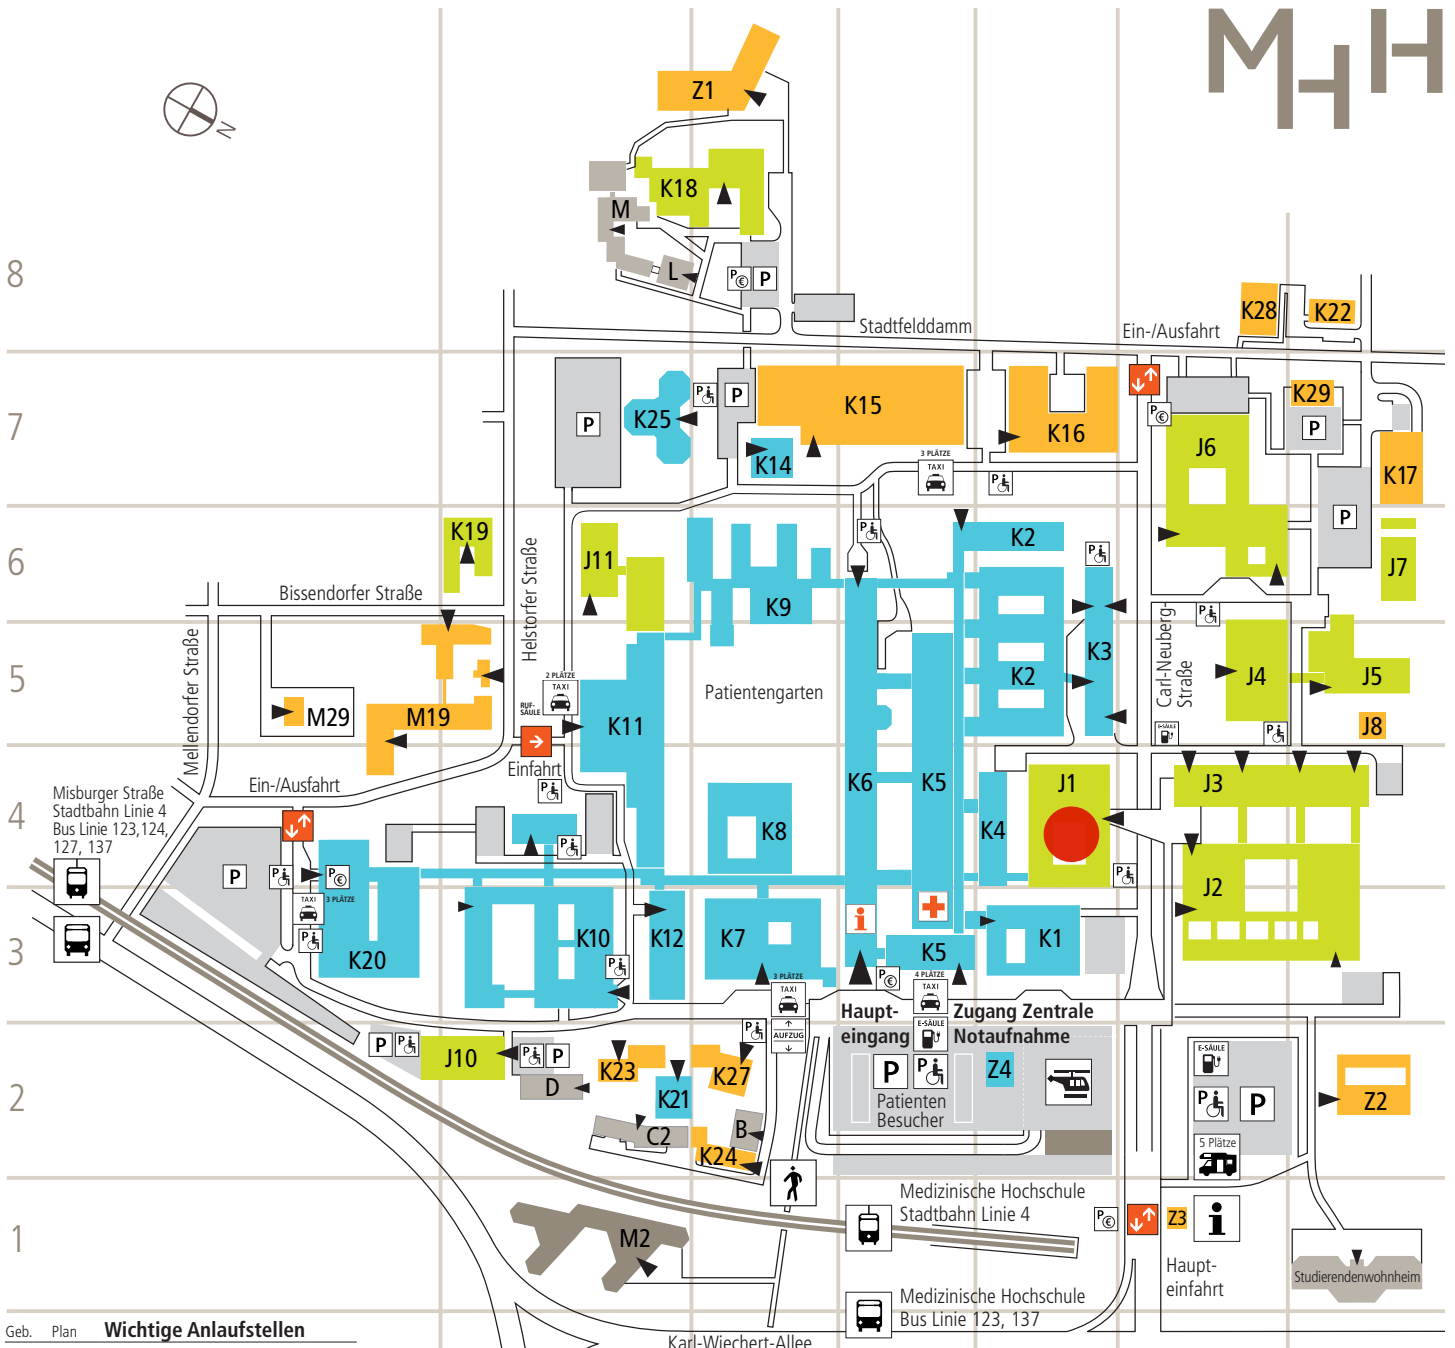 MHH
N
Z1
K18
M
L
P€
P
8
Stadtfelddamm
Ein-/Ausfahrt
K28
K22
7
P
K25
P
P
K15
K14
K16
P€
K29
P
J6
K17
3 PLÄTZE
TAXI
P
P
6
K19
J11
Bissendorfer Straße
Helstorfer Straße
K9
P
K2
P
P
J7
Mellendorfer Straße
5
M29
M19
2 PLÄTZE
TAXI
RUF-
SÄULE
K11
Patientengarten
K2
K3
Carl-Neuberg-
Straße
J4
J5
J8
E-SÄULE
P
Einfahrt
P
Ein-/Ausfahrt
4
Misburger Straße
Stadtbahn Linie 4
Bus Linie 123,124,
127, 137
K6
K5
K8
K4
J1
J3
J2
P
P
P
P€
P
TAXI
3 PLÄTZE
P
3
K20
K10
P
K12
K7
i
K5
K1
3 PLÄTZE
TAXI
P€
4 PLÄTZE
TAXI
Haupt-
eingang
Zugang Zentrale
Notaufnahme
AUFZUG
E-SÄULE
P
P
J10
P
P
D
K23
K21
K27
P
C2
B
K24
2
P
P
Patienten
Besucher
Z4
E-SÄULE
P
P
5 Plätze
Z2
1
M2
Medizinische Hochschule
Stadtbahn Linie 4
P€
Z3
i
Haupt-
einfahrt
Studierendenwohnheim
Medizinische Hochschule
Bus Linie 123, 137
Karl-Wiechert-Allee
Geb. Plan Wichtige Anlaufstellen